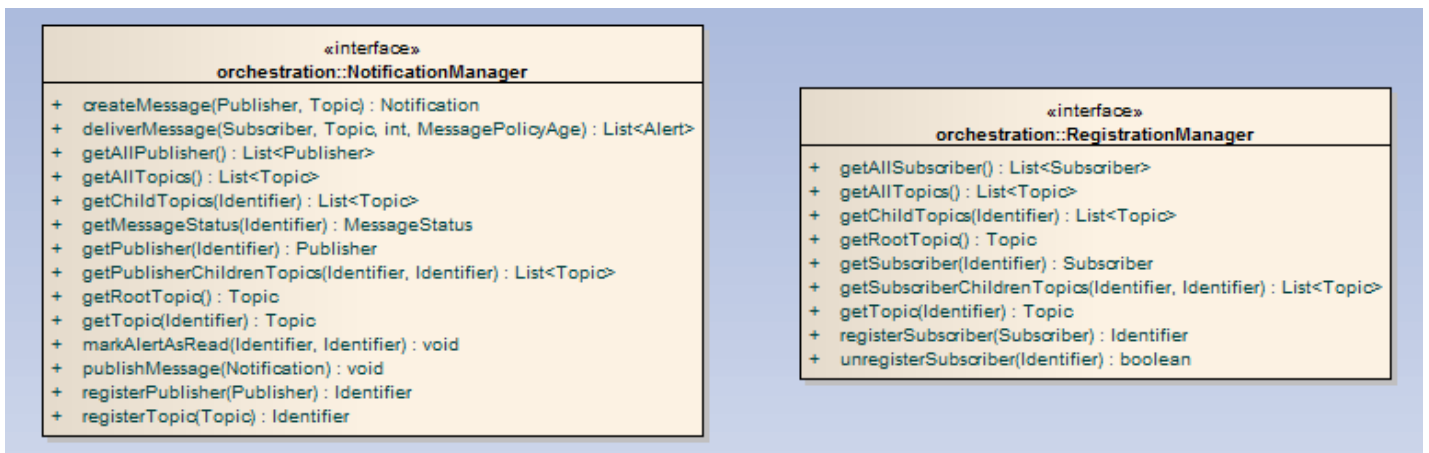 «interface»
orchestration::NotificationManager
+ createMessage(Publisher, Topic) : Notification
+ deliverMessage(Subscriber, Topic, int, MessagePolicyAge) : List<Alert>
+ getAllPublisher() : List<Publisher>
+ getAllTopics() : List<Topic>
+ getChildTopics(Identifier) : List<Topic>
+ getMessageStatus(Identifier) : MessageStatus
+ getPublisher(Identifier) : Publisher
+ getPublisherChildrenTopics(Identifier, Identifier) : List<Topic>
+ getRootTopic() : Topic
+ getTopic(Identifier) : Topic
+ markAlertAsRead(Identifier, Identifier) : void
+ publishMessage(Notification) : void
+ registerPublisher(Publisher) : Identifier
+ registerTopic(Topic) : Identifier
«interface»
orchestration::RegistrationManager
+ getAllSubscriber() : List<Subscriber>
+ getAllTopics() : List<Topic>
+ getChildTopics(Identifier) : List<Topic>
+ getRootTopic() : Topic
+ getSubscriber(Identifier) : Subscriber
+ getSubscriberChildrenTopics(Identifier, Identifier) : List<Topic>
+ getTopic(Identifier) : Topic
+ registerSubscriber(Subscriber) : Identifier
+ unregisterSubscriber(Identifier) : boolean